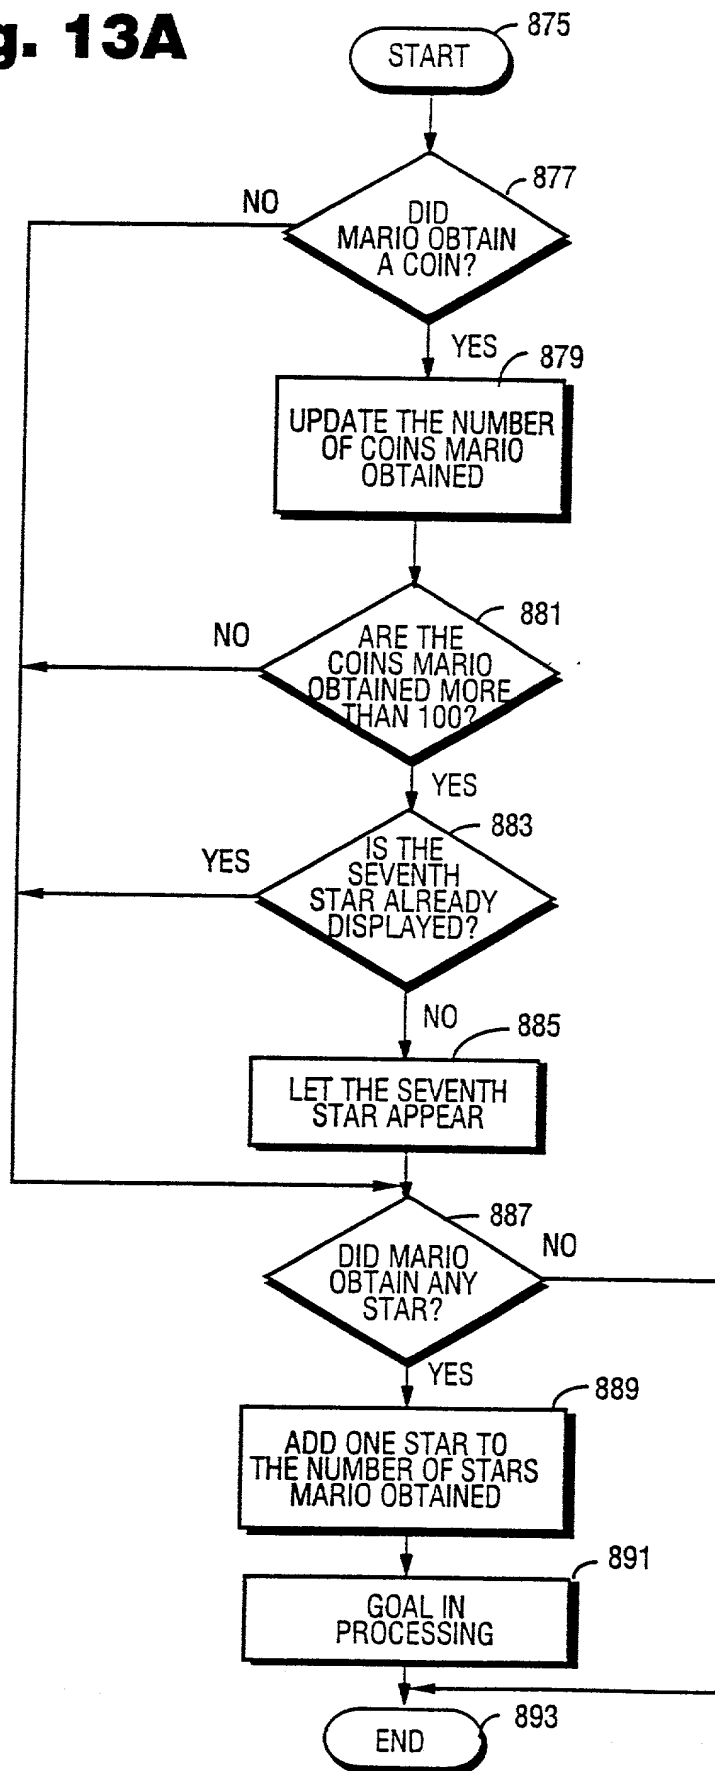 g. 13A
875
START
877
NO
DID
MARIO OBTAIN
A COIN?
YES
879
UPDATE THE NUMBER
OF COINS MARIO
OBTAINED
881
NO
ARE THE
COINS MARIO
OBTAINED MORE
THAN 100?
YES
883
YES
IS THE
SEVENTH
STAR ALREADY
DISPLAYED?
NO
885
LET THE SEVENTH
STAR APPEAR
887
NO
DID MARIO
OBTAIN ANY
STAR?
YES
889
ADD ONE STAR TO
THE NUMBER OF STARS
MARIO OBTAINED
891
GOAL IN
PROCESSING
893
END